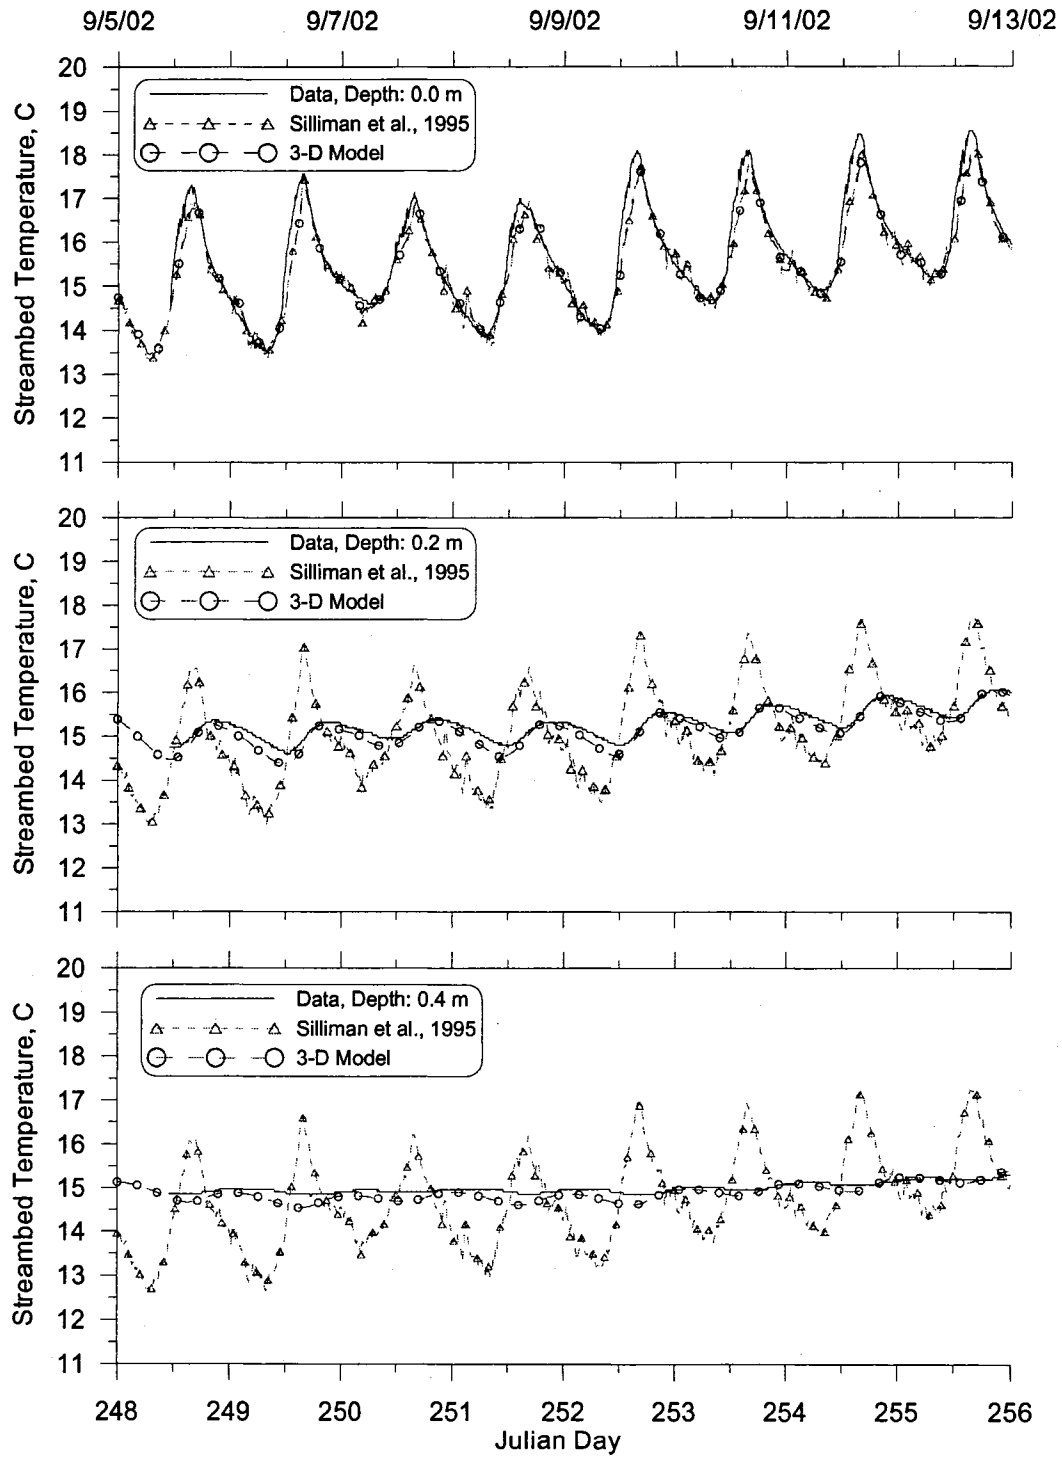 9/5/02 9/7/02 9/9/02 9/11/02 9/13/02
Streambed Temperature, C
20
19
18
17
16
15
14
13
12
11
Data, Depth: 0.0 m
Silliman et al., 1995
3-D Model
Streambed Temperature, C
20
19
18
17
16
15
14
13
12
11
Data, Depth: 0.2 m
Silliman et al., 1995
3-D Model
Streambed Temperature, C
20
19
18
17
16
15
14
13
12
11
Data, Depth: 0.4 m
Silliman et al., 1995
3-D Model
248 249 250 251 252 253 254 255 256
Julian Day